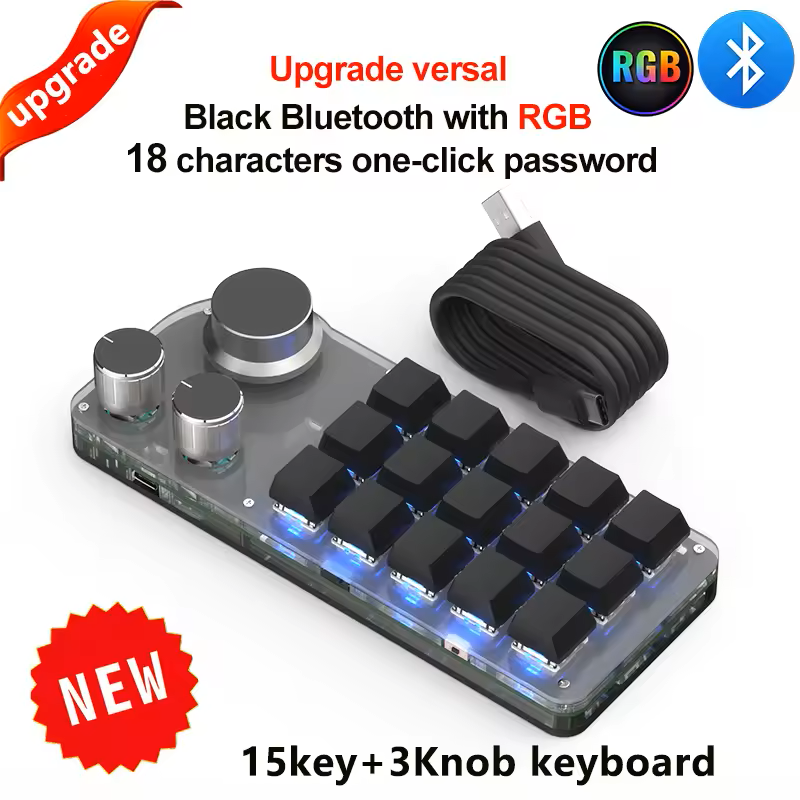 upgrade
RGB
Upgrade versal
Black Bluetooth with RGB
18 characters one-click password
NEW
15key+3Knob keyboard